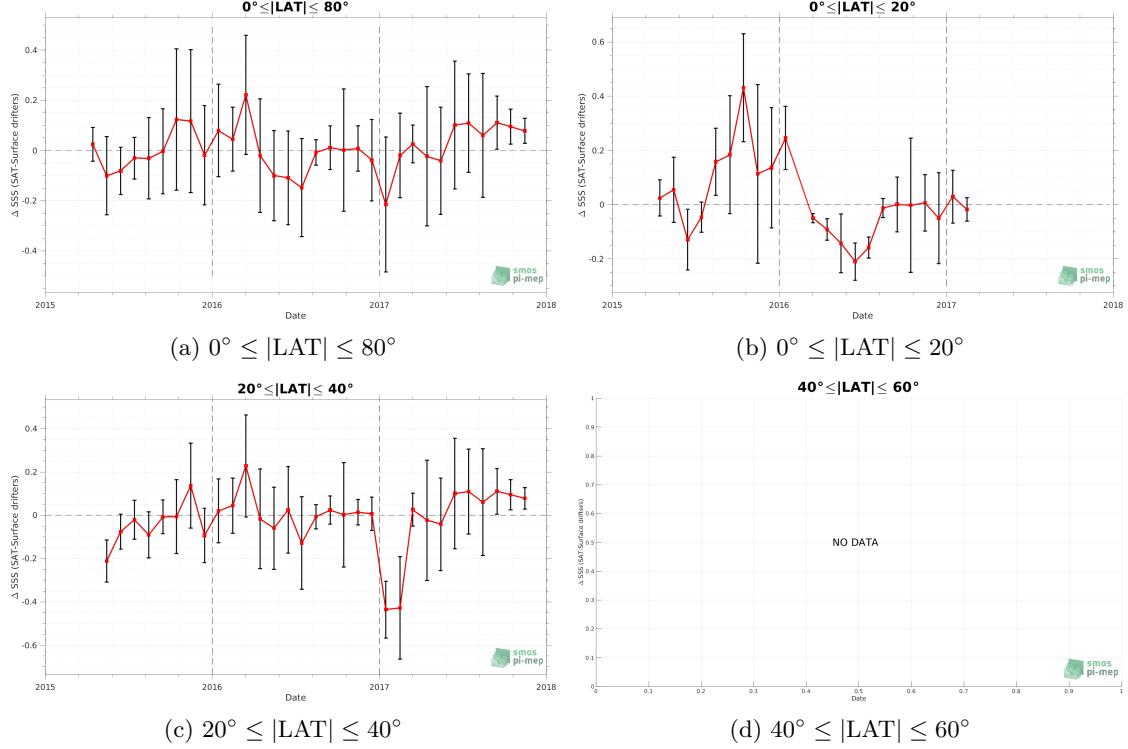 0°≤|LAT|≤ 80°
Δ SSS (SAT-Surface drifters)
0.4
0.2
0
-0.2
-0.4
2015
2016
2017
2018
Date
smos
pi-mep
(a) 0° ≤ |LAT| ≤ 80°
0°≤|LAT|≤ 20°
Δ SSS (SAT-Surface drifters)
0.6
0.4
0.2
0
-0.2
2015
2016
2017
2018
Date
smos
pi-mep
(b) 0° ≤ |LAT| ≤ 20°
20°≤|LAT|≤ 40°
Δ SSS (SAT-Surface drifters)
0.4
0.2
0
-0.2
-0.4
-0.6
2015
2016
2017
2018
Date
smos
pi-mep
(c) 20° ≤ |LAT| ≤ 40°
40°≤|LAT|≤ 60°
Δ SSS (SAT-Surface drifters)
1
0.9
0.8
0.7
0.6
0.5
0.4
0.3
0.2
0.1
0
NO DATA
0
0.1
0.2
0.3
0.4
0.5
0.6
0.7
0.8
0.9
1
Date
smos
pi-mep
(d) 40° ≤ |LAT| ≤ 60°